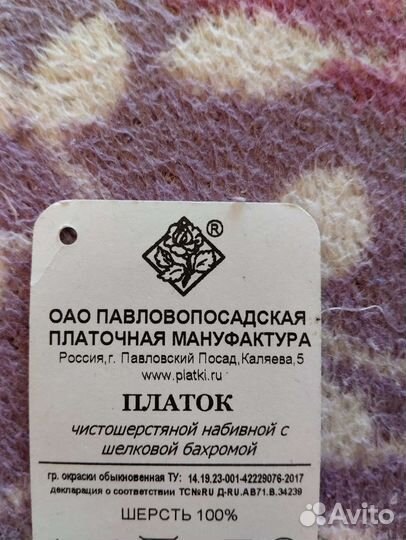 ®
ОАО ПАВЛОВОПОСАДСКАЯ
ПЛАТОЧНАЯ МАНУФАКТУРА
Россия,г. Павловский Посад,Каляева,5
www.platki.ru
ПЛАТОК
чистошерстяной набивной с
шелковой бахромой
гр. окраски обыкновенная ТУ: 14.19.23-001-42229076-2017
декларация о соответствии ТС№RU Д-RU.АВ71.В.34239
ШЕРСТЬ 100%
Avito